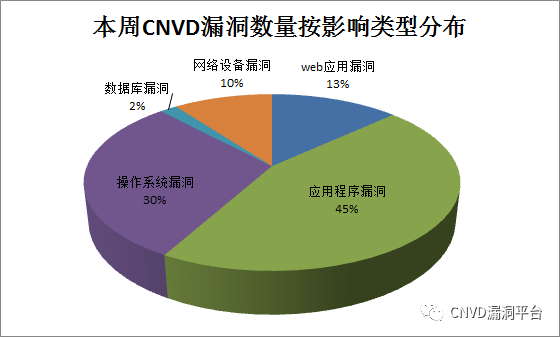 本周CNVD漏洞数量按影响类型分布
网络设备漏洞
10%
web应用漏洞
13%
数据库漏洞
2%
操作系统漏洞
30%
应用程序漏洞
45%
CNVD漏洞平台